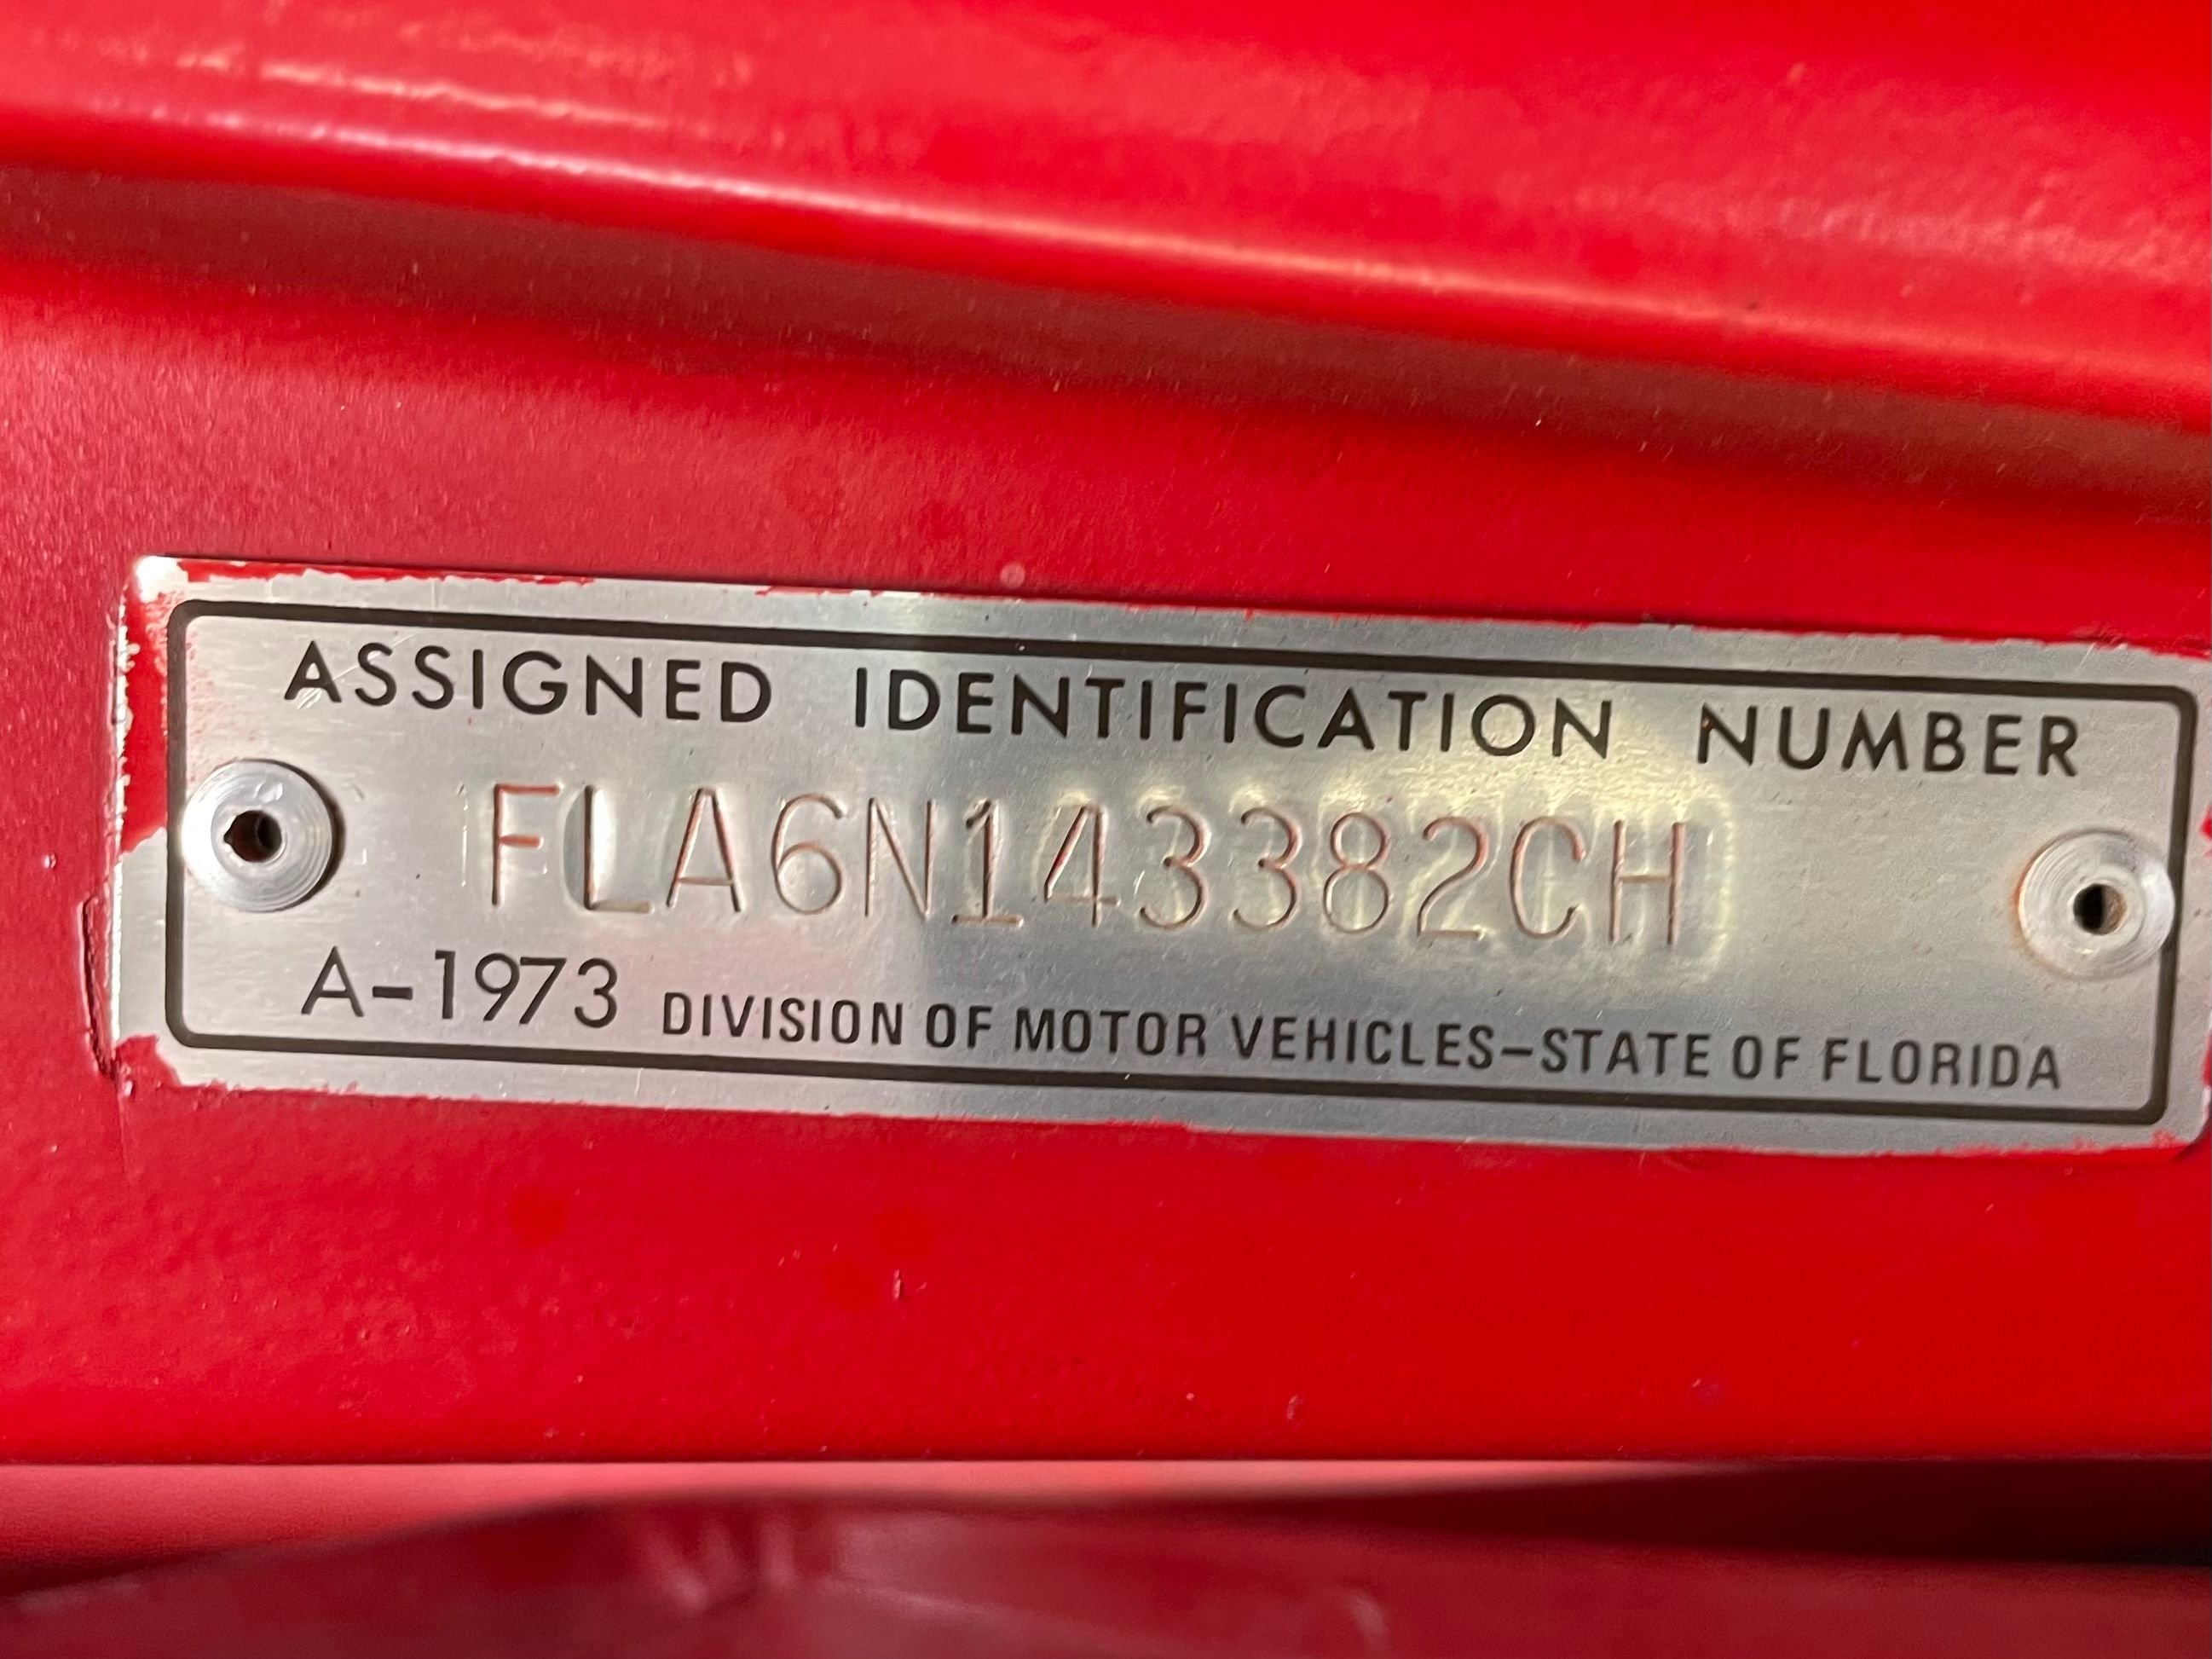 ASSIGNED IDENTIFICATION NUMBER
FLA6N143382CH
A-1973 DIVISION OF MOTOR VEHICLES-STATE OF FLORIDA